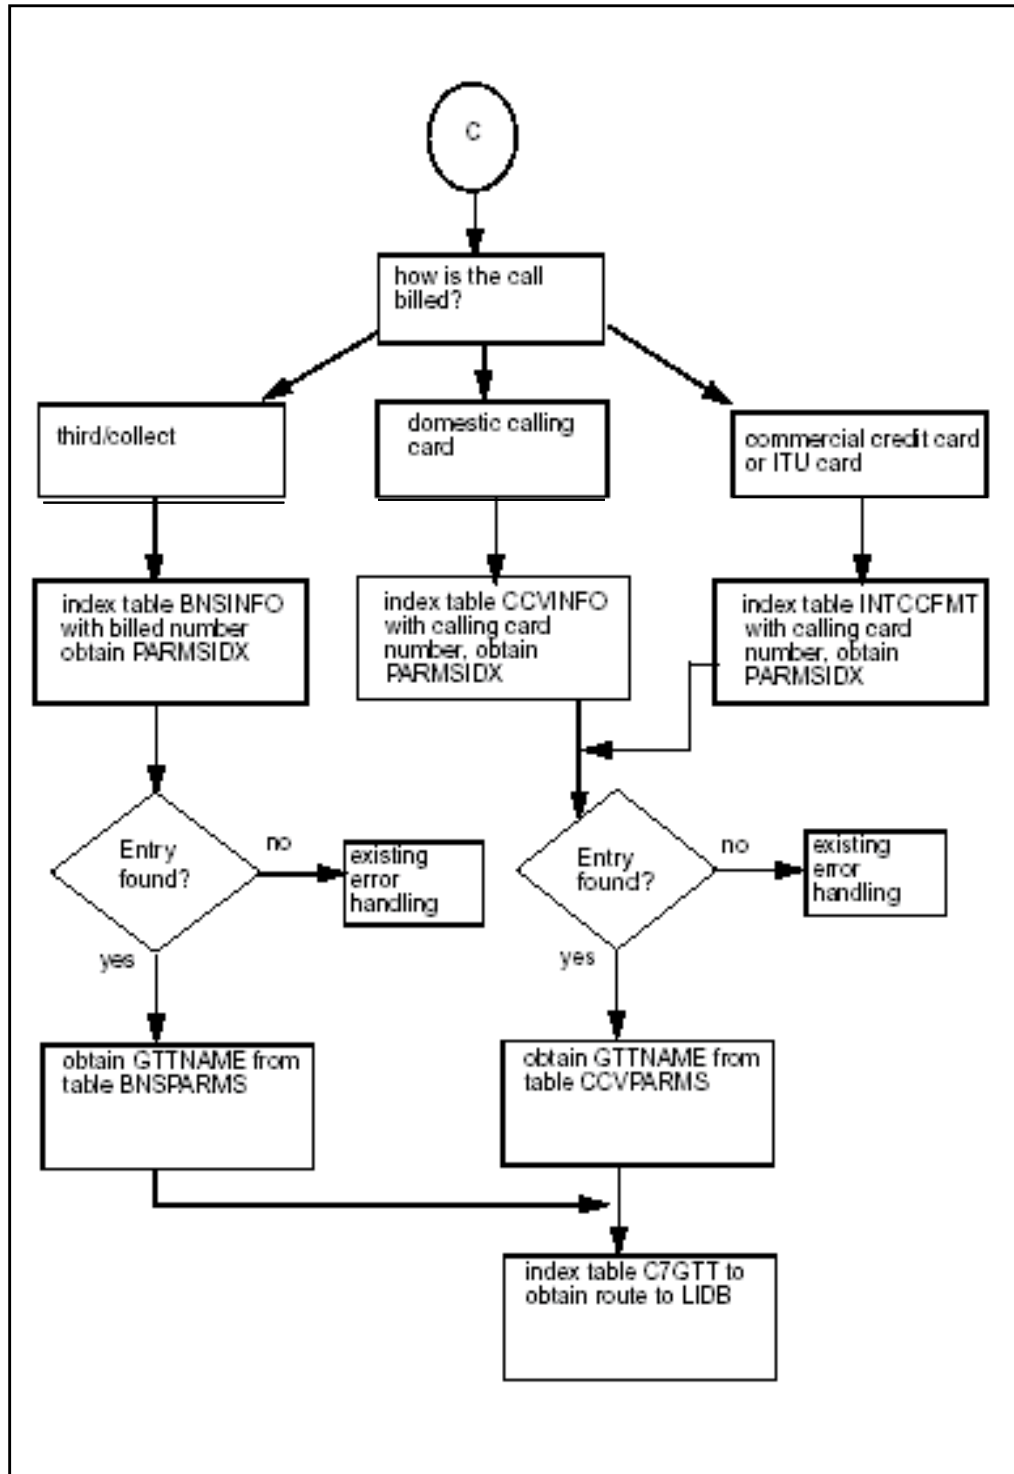 C
how is the call
billed?
third/collect
domestic calling
card
commercial credit card
or ITU card
index table BNSINFO
with billed number
obtain PARMSIDX
index table CCVINFO
with calling card
number, obtain
PARMSIDX
index table INTCCFMT
with calling card
number, obtain
PARMSIDX
Entry
found?
no
existing
error
handling
Entry
found?
no
existing
error
handling
yes
yes
obtain GTTNAME from
table BNSPARMS
obtain GTTNAME from
table CCVPARMS
index table C7GTT to
obtain route to LIDB